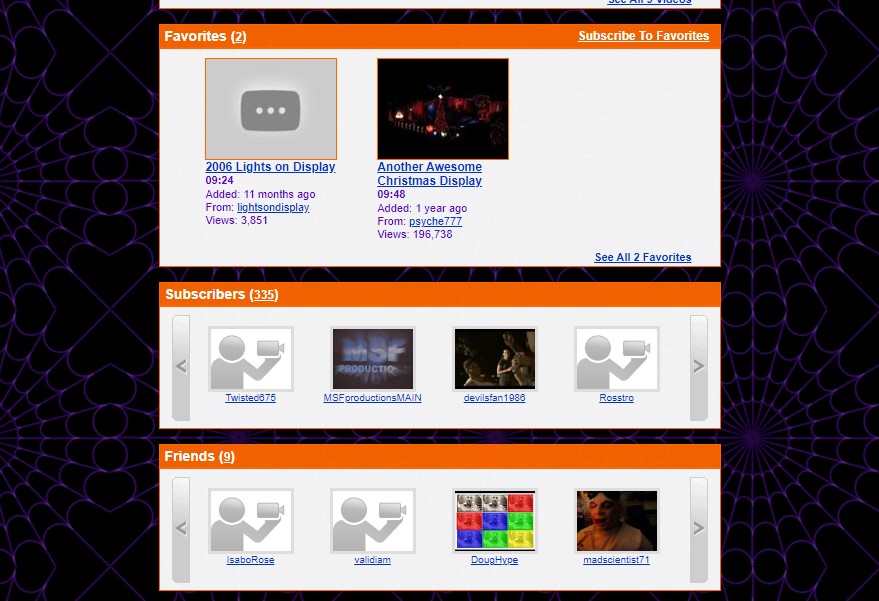 See All 9 Videos
Favorites (2)
Subscribe To Favorites
2006 Lights on Display
09:24
Added: 11 months ago
From: lightsondisplay
Views: 3,851
Another Awesome
Christmas Display
09:48
Added: 1 year ago
From: psyche777
Views: 196,738
See All 2 Favorites
Subscribers (335)
<
MSF
PRODUCTIO
>
Twisted675
MSFproductionsMAIN
devilsfan1986
Rosstro
Friends (9)
<
>
IsaboRose
validiam
DougHype
madscientist71